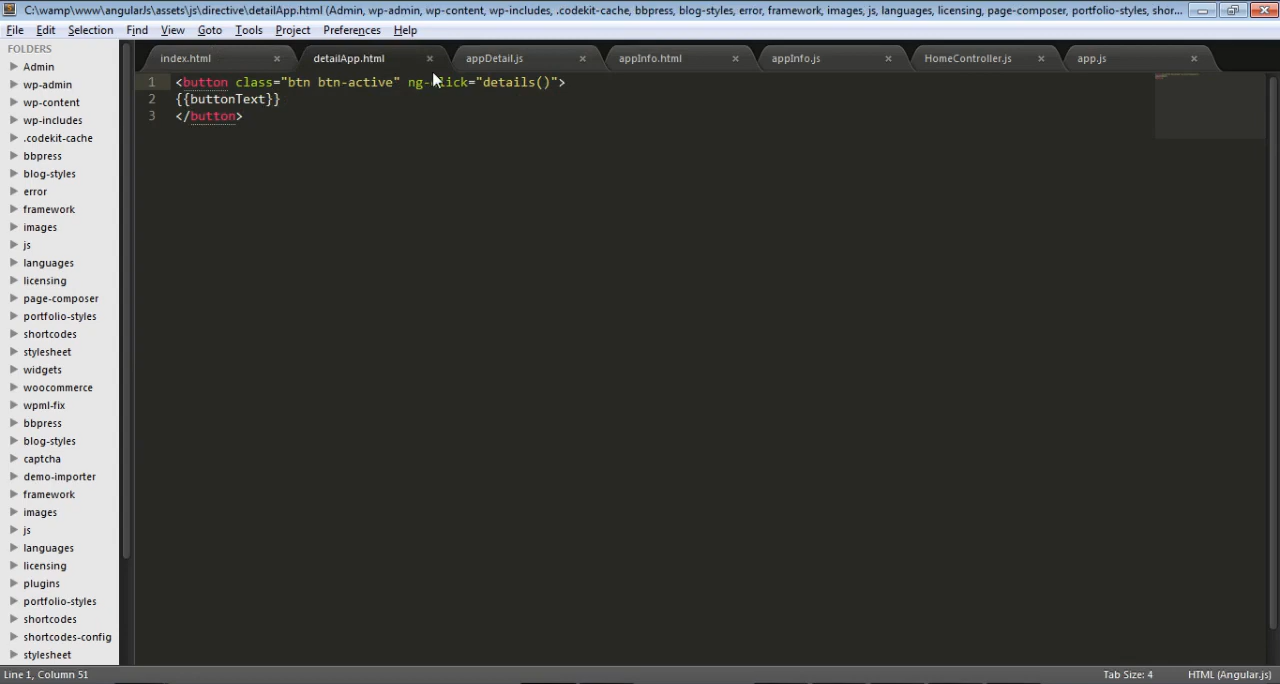 C:\wamp\www\angularJs\assets\js\directive\detailApp.html (Admin, wp-admin, wp-content, wp-includes, .codekit-cache, bbpress, blog-styles, error, framework, images, js, languages, licensing, page-composer, portfolio-styles, shor...
File Edit Selection Find View Goto Tools Project Preferences Help
FOLDERS
Admin
wp-admin
wp-content
wp-includes
.codekit-cache
bbpress
blog-styles
error
framework
images
js
languages
licensing
page-composer
portfolio-styles
shortcodes
stylesheet
widgets
woocommerce
wpml-fix
bbpress
blog-styles
captcha
demo-importer
framework
images
js
languages
licensing
plugins
portfolio-styles
shortcodes
shortcodes-config
stylesheet
index.html detailApp.html appDetail.js appInfo.html appInfo.js HomeController.js app.js
1 <button class="btn btn-active" ng-click="details()">
2 {{buttonText}}
3 </button>
Line 1, Column 51 Tab Size: 4 HTML (Angular.js)